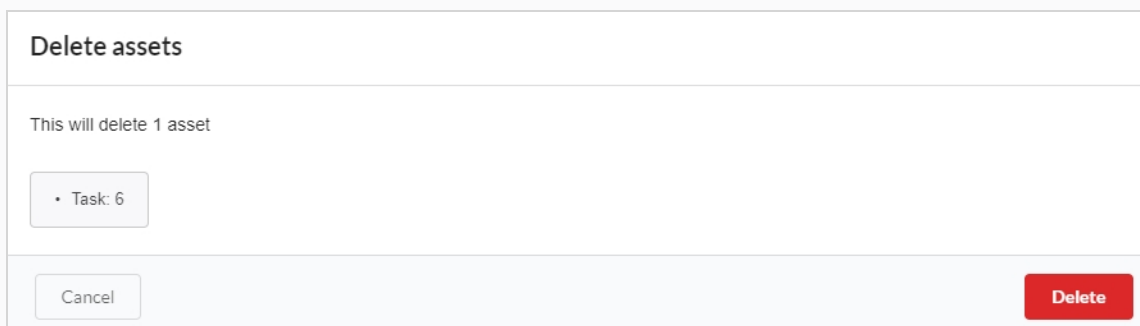 Delete assets
This will delete 1 asset
• Task: 6
Cancel
Delete